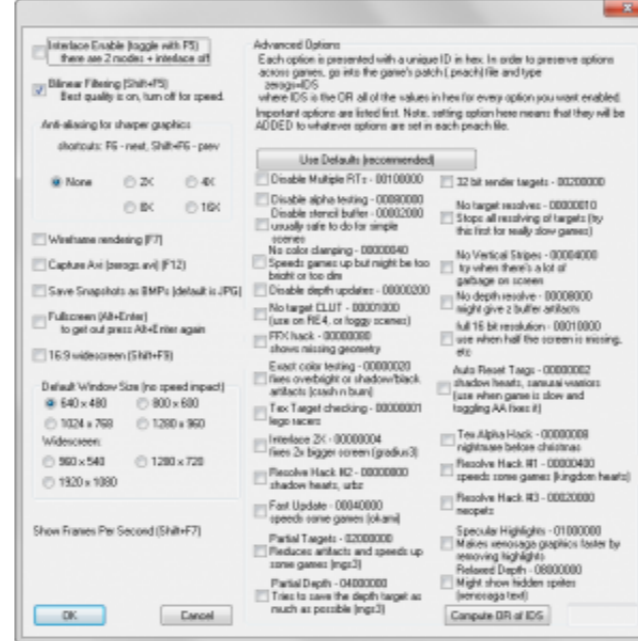 Interface Enable (toggle with F5)
there are 2 modes + interface off
Bilinear Filtering (Shift+F5)
Best quality is on, turn off for speed.
Anti-aliasing for sharper graphics
shortcuts: F6 - next, Shift+F6 - prev
None
2X
4X
8X
16X
Wireframe rendering (F7)
Capture Avi (zerogs.avi) (F12)
Save Snapshots as BMPs (default is JPG)
Fullscreen (Alt+Enter)
to get out press Alt+Enter again
16:9 widescreen (Shift+F9)
Default Window Size (no speed impact)
640 x 480
800 x 600
1024 x 768
1280 x 960
Widescreen:
960 x 540
1280 x 720
1920 x 1080
Show Frames Per Second (Shift+F7)
OK
Cancel
Advanced Options
Each option is presented with a unique ID in hex. In order to preserve options
across games, go into the game's patch (.pnach) file and type
zerogs=IDS
where IDS is the OR all of the values in hex for every option you want enabled.
Important options are listed first. Note, setting option here means that they will be
ADDED to whatever options are set in each pnach file.
Use Defaults (recommended)
Disable Multiple RTs - 00100000
Disable alpha testing - 00080000
Disable stencil buffer - 00002000
usually safe to do for simple
scenes
No color clamping - 00000040
Speeds games up but might be too
bright or too dim
Disable depth updates - 00000200
No target CLUT - 00001000
(use on RE4, or foggy scenes)
FFX hack - 00000080
shows missing geometry
Exact color testing - 00000020
fixes overbright or shadow/black
artifacts (crash n burn)
Tex Target checking - 00000001
lego racers
Interlace 2X - 00000004
fixes 2x bigger screen (gradius3)
Resolve Hack #2 - 00000800
shadow hearts, urbz
Fast Update - 00040000
speeds some games (okami)
Partial Targets - 02000000
Reduces artifacts and speeds up
some games (mgs3)
Partial Depth - 04000000
Tries to save the depth target as
much as possible (mgs3)
32 bit render targets - 00200000
No target resolves - 00000010
Stops all resolving of targets (try
this first for really slow games)
No Vertical Stripes - 00004000
try when there's a lot of
garbage on screen
No depth resolve - 00008000
might give z buffer artifacts
full 16 bit resolution - 00010000
use when half the screen is missing,
etc
Auto Reset Targs - 00000002
shadow hearts, samurai warriors
(use when game is slow and
toggling AA fixes it)
Tex Alpha Hack - 00000008
nightmare before christmas
Resolve Hack #1 - 00000400
speeds some games (kingdom hearts)
Resolve Hack #3 - 00020000
neopets
Specular Highlights - 01000000
Makes xenosaga graphics faster by
removing highlights
Relaxed Depth - 08000000
Might show hidden sprites
(xenosaga text)
Compute OR of IDS